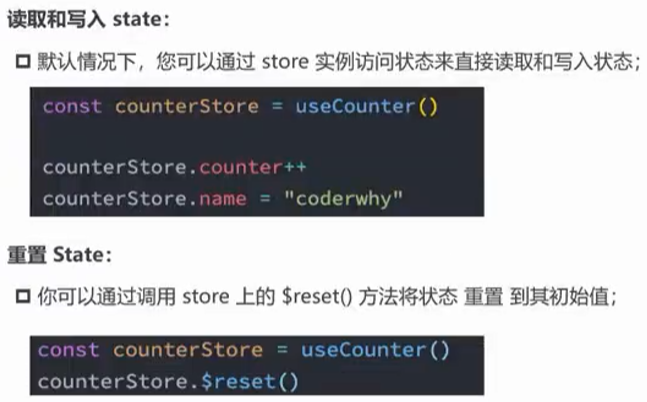 读取和写入 state：
默认情况下，您可以通过 store 实例访问状态来直接读取和写入状态；
const counterStore = useCounter()
counterStore.counter++
counterStore.name = "coderwhy"
重置 State：
你可以通过调用 store 上的 $reset() 方法将状态 重置 到其初始值；
const counterStore = useCounter()
counterStore.$reset()